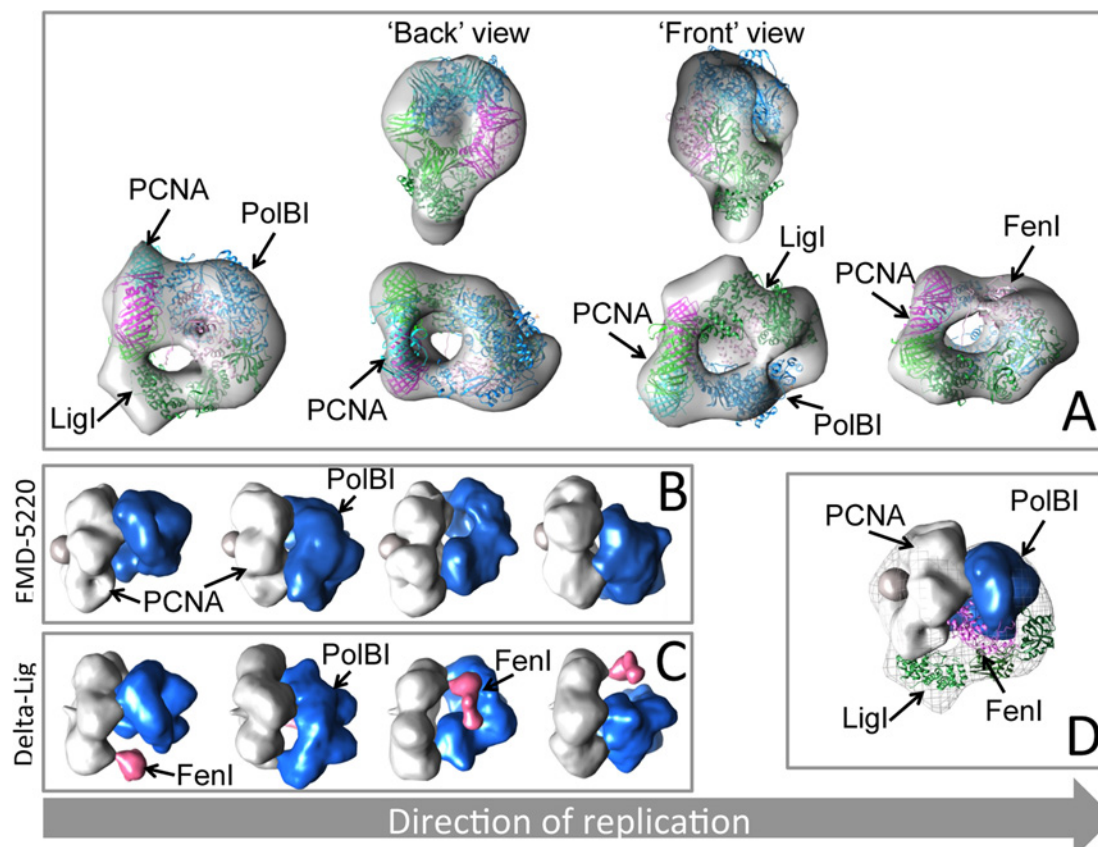 'Back' view
'Front' view
PCNA
PolBI
LigI
FenI
PCNA
PCNA
PCNA
LigI
PolBI
A
FMD-5220
PolBI
B
PCNA
Delta-Lig
PolBI
FenI
C
FenI
PCNA
PolBI
LigI
FenI
D
Direction of replication